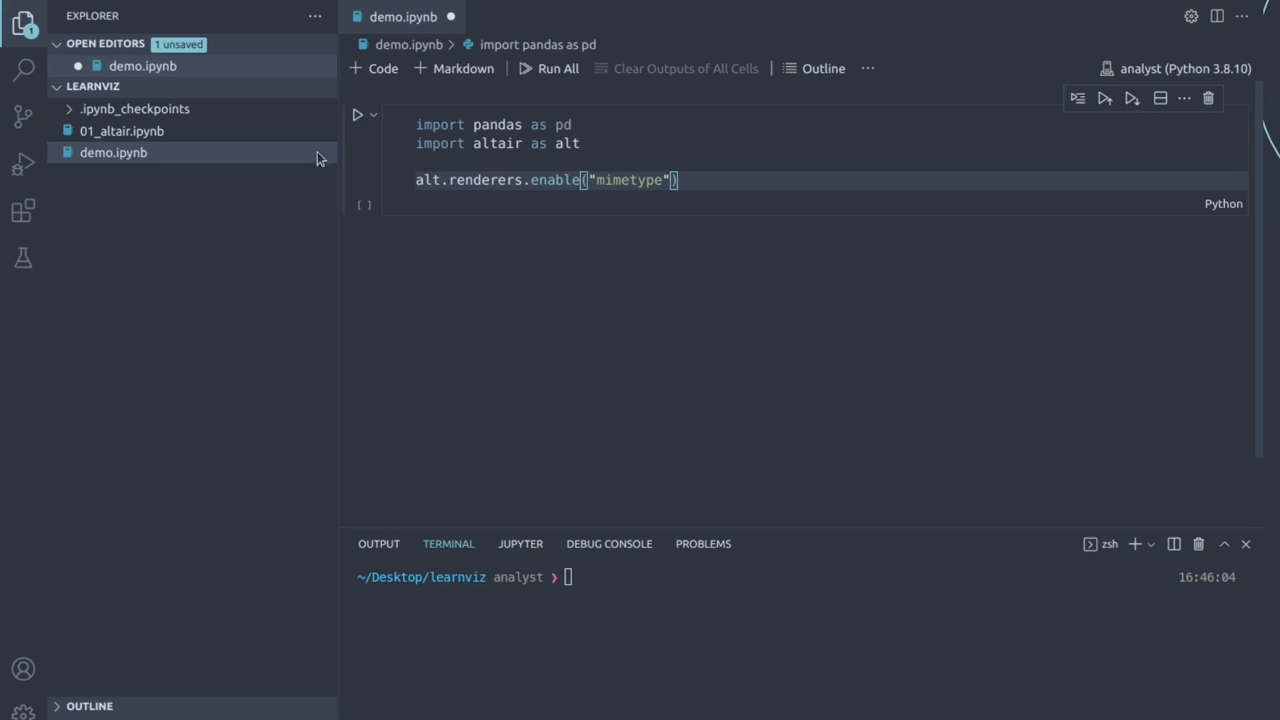 EXPLORER
demo.ipynb
OPEN EDITORS 1 unsaved
demo.ipynb > import pandas as pd
demo.ipynb
Code Markdown Run All Clear Outputs of All Cells Outline analyst (Python 3.8.10)
LEARNVIZ
.ipynb_checkpoints
01_altair.ipynb
demo.ipynb
1
import pandas as pd
import altair as alt
alt.renderers.enable("mimetype")
[ ]
Python
OUTPUT TERMINAL JUPYTER DEBUG CONSOLE PROBLEMS zsh
~/Desktop/learnviz analyst ❯ 16:46:04
OUTLINE